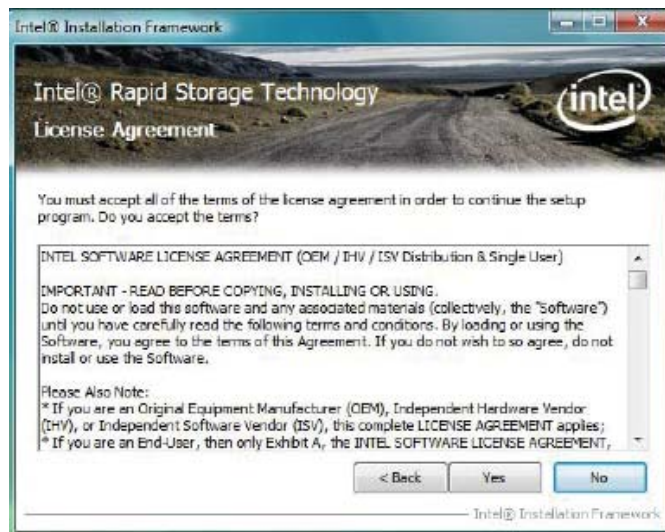 Intel® Installation Framework
Intel® Rapid Storage Technology
License Agreement
intel
You must accept all of the terms of the license agreement in order to continue the setup
program. Do you accept the terms?
INTEL SOFTWARE LICENSE AGREEMENT (OEM / IHV / ISV Distribution & Single User)
IMPORTANT - READ BEFORE COPYING, INSTALLING OR USING.
Do not use or load this software and any associated materials (collectively, the "Software")
until you have carefully read the following terms and conditions. By loading or using the
Software, you agree to the terms of this Agreement. If you do not wish to so agree, do not
install or use the Software.
Please Also Note:
* If you are an Original Equipment Manufacturer (OEM), Independent Hardware Vendor
(IHV), or Independent Software Vendor (ISV), this complete LICENSE AGREEMENT applies;
* If you are an End-User, then only Exhibit A, the INTEL SOFTWARE LICENSE AGREEMENT,
< Back
Yes
No
Intel® Installation Framework